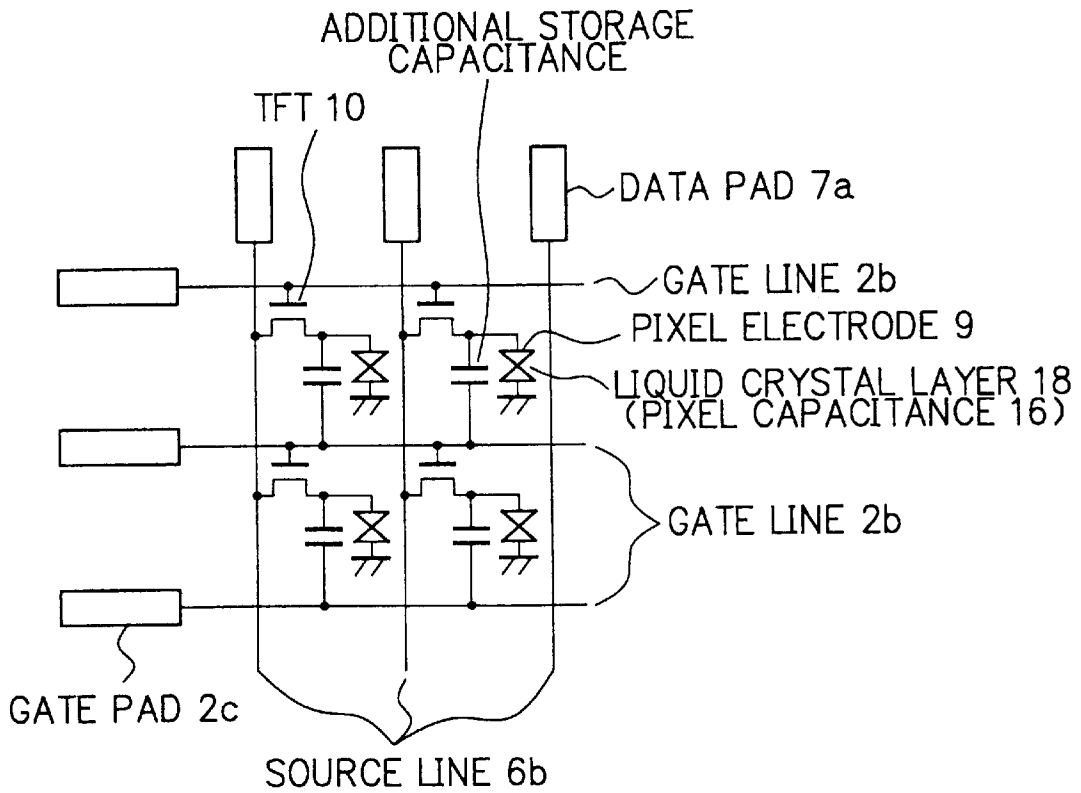 ADDITIONAL STORAGE
CAPACITANCE
TFT 10
DATA PAD 7a
GATE LINE 2b
PIXEL ELECTRODE 9
LIQUID CRYSTAL LAYER 18
(PIXEL CAPACITANCE 16)
GATE LINE 2b
GATE PAD 2c
SOURCE LINE 6b